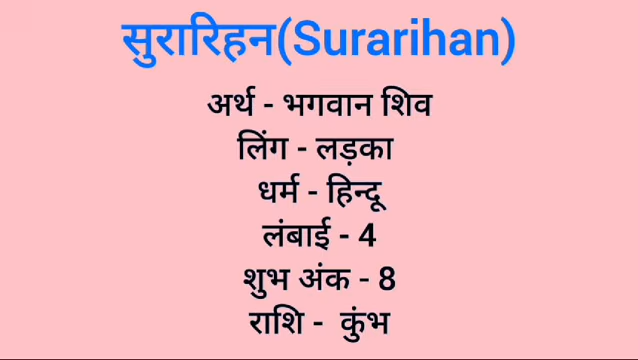 सुरारिहन(Surarihan)
अर्थ - भगवान शिव
लिंग - लड़का
धर्म - हिन्दू
लंबाई - 4
शुभ अंक - 8
राशि - कुंभ